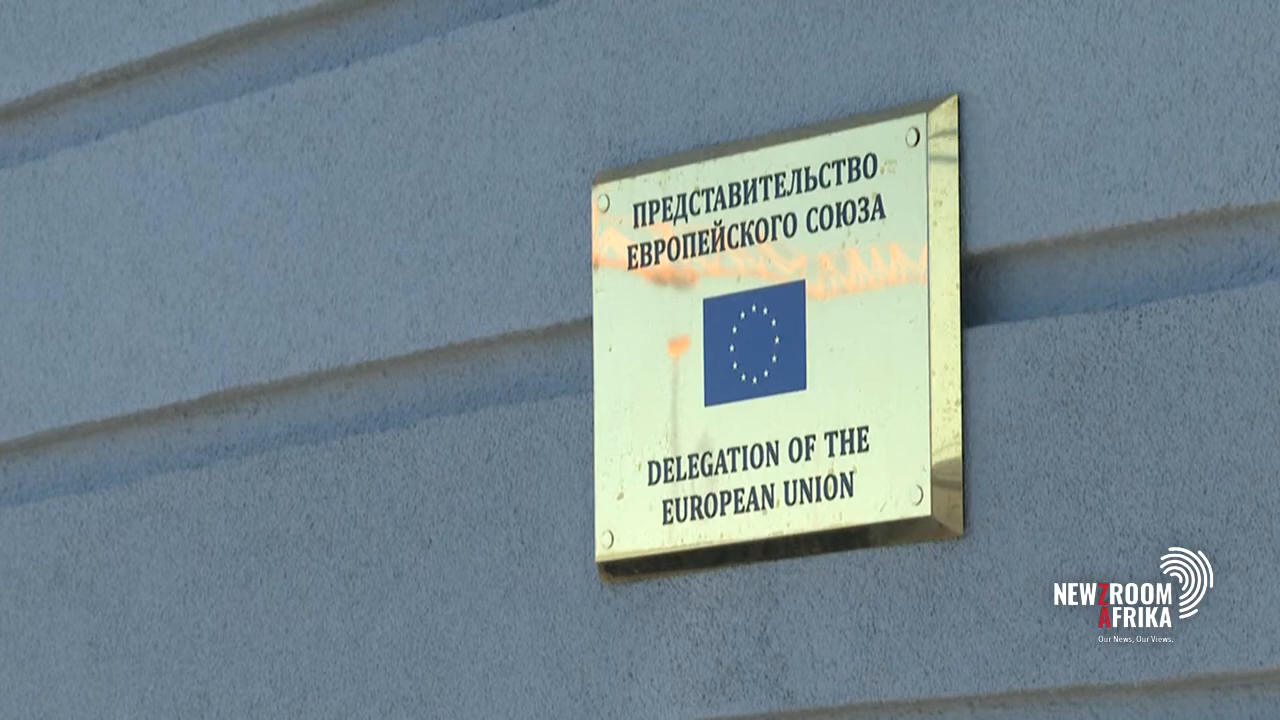 ПРЕДСТАВИТЕЛЬСТВО
ЕВРОПЕЙСКОГО СОЮЗА
DELEGATION OF THE
EUROPEAN UNION
NEWZROOM
AFRIKA
Our News, Our Views.